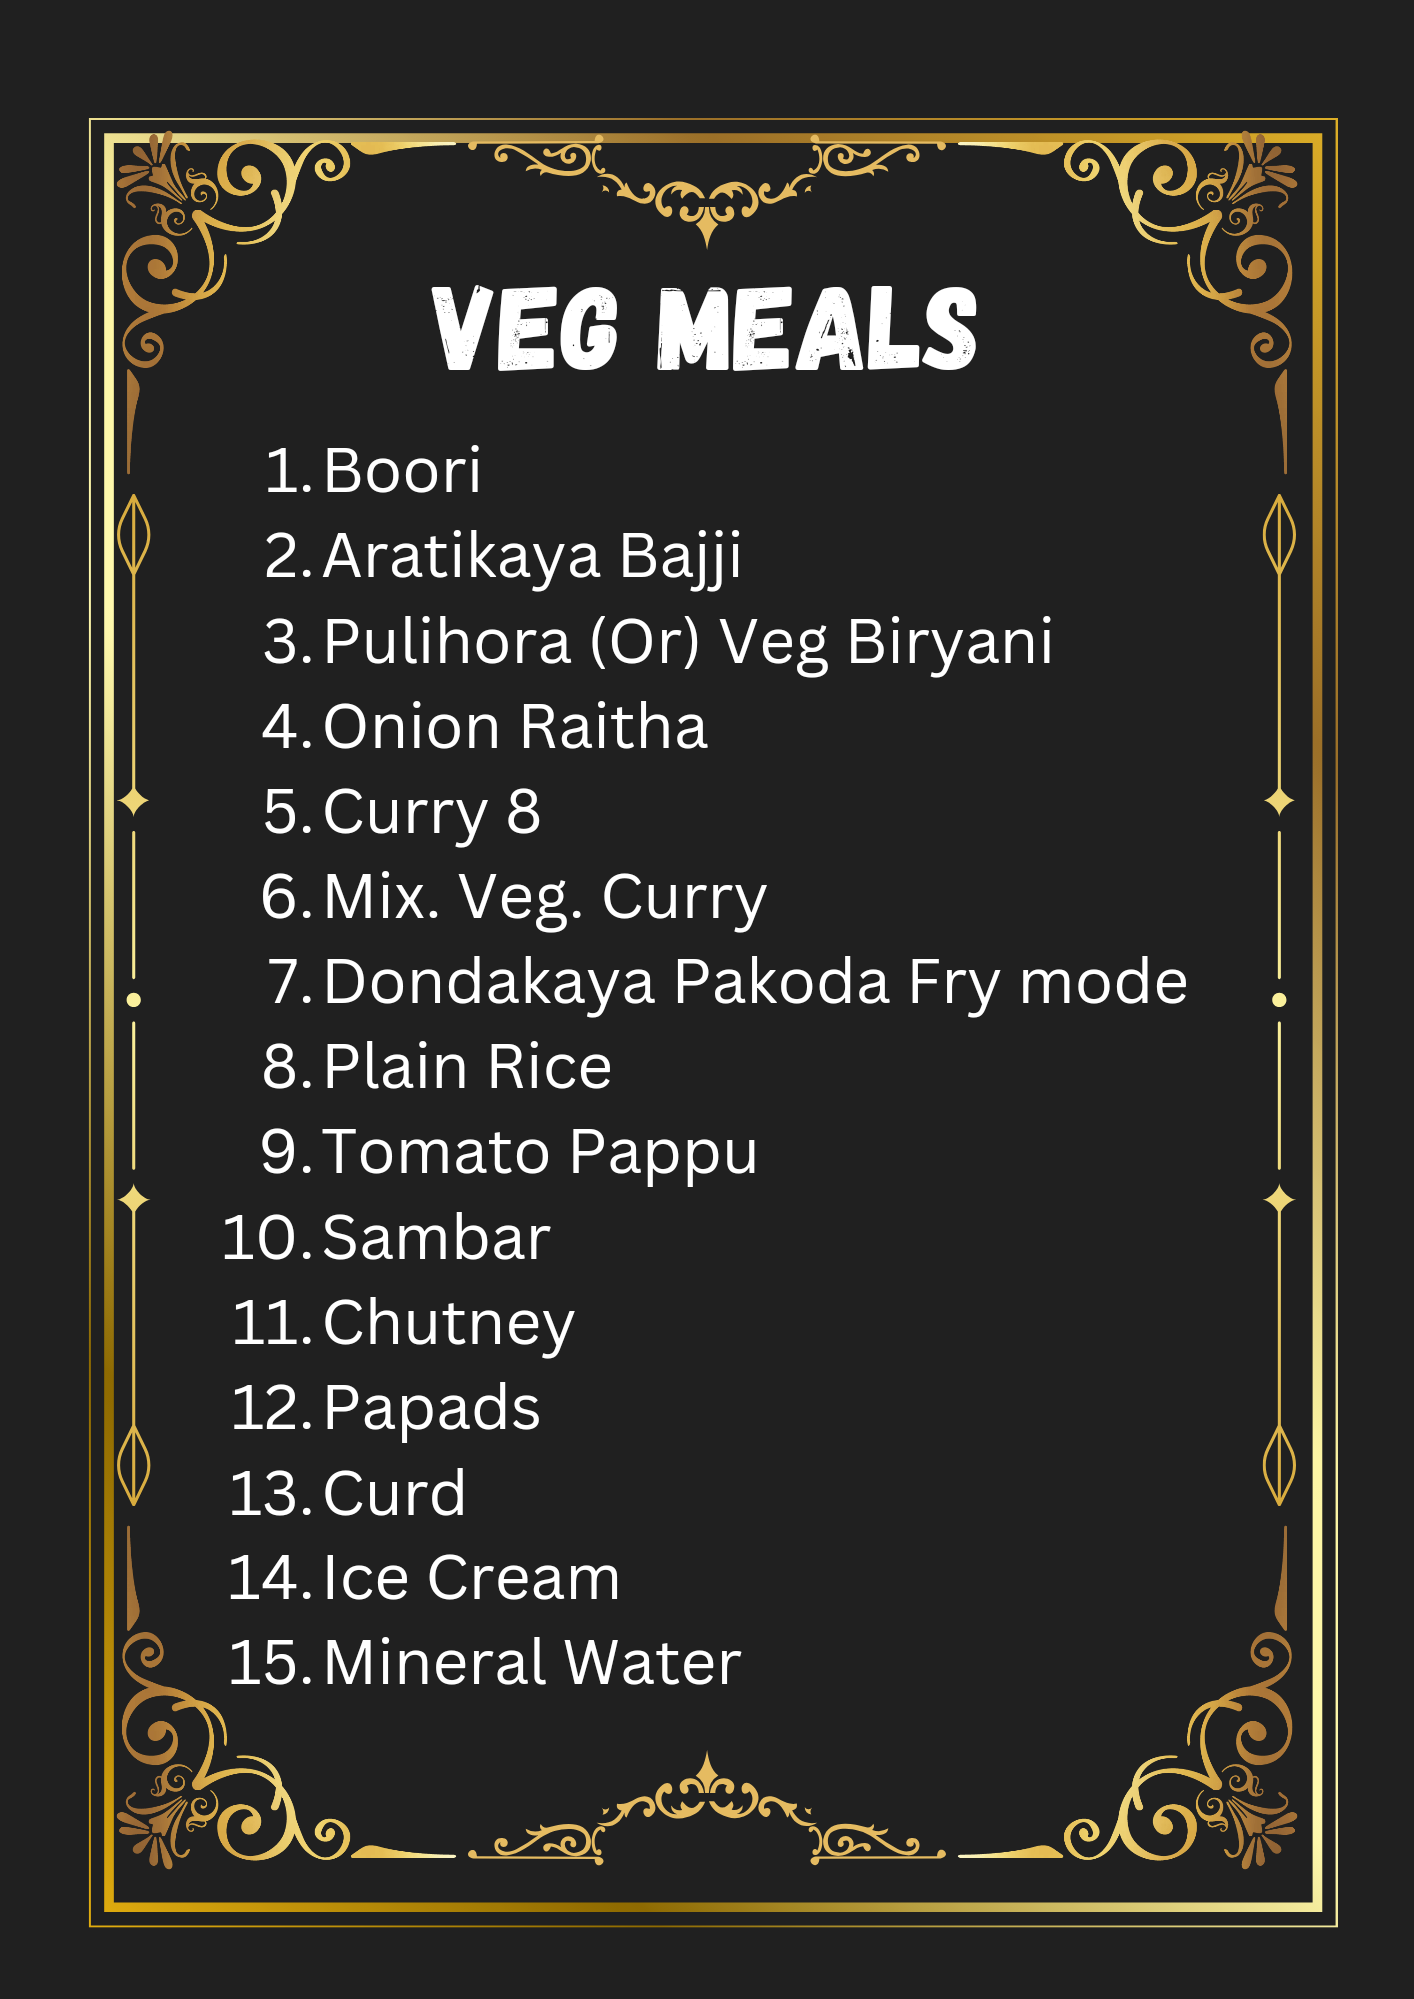 VEG MEALS
1. Boori
2. Aratikaya Bajji
3. Pulihora (Or) Veg Biryani
4. Onion Raitha
5. Curry 8
6. Mix. Veg. Curry
7. Dondakaya Pakoda Fry mode
8. Plain Rice
9. Tomato Pappu
10. Sambar
11. Chutney
12. Papads
13. Curd
14. Ice Cream
15. Mineral Water